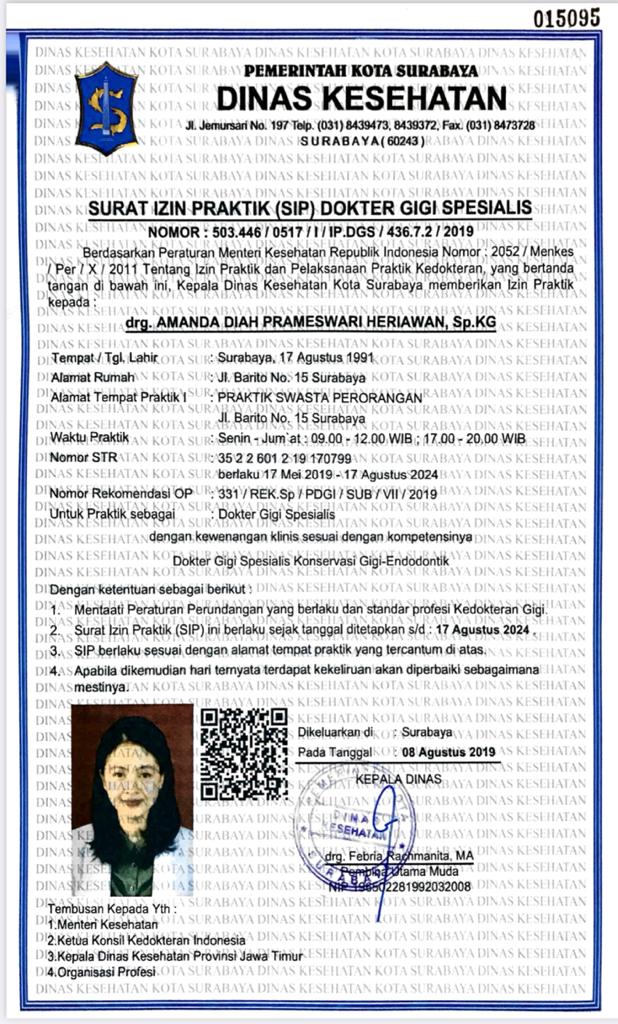 015095
PEMERINTAH KOTA SURABAYA
DINAS KESEHATAN
Jl. Jemursari No. 197 Telp. (031) 8439473, 8439372, Fax. (031) 8473728
SURABAYA ( 60243 )
SURAT IZIN PRAKTIK (SIP) DOKTER GIGI SPESIALIS
NOMOR : 503.446 / 0517 / I / IP.DGS / 436.7.2 / 2019
Berdasarkan Peraturan Menteri Kesehatan Republik Indonesia Nomor : 2052 / Menkes
/ Per / X / 2011 Tentang Izin Praktik dan Pelaksanaan Praktik Kedokteran, yang bertanda
tangan di bawah ini, Kepala Dinas Kesehatan Kota Surabaya memberikan Izin Praktik
kepada :
drg. AMANDA DIAH PRAMESWARI HERIAWAN, Sp.KG
Tempat / Tgl. Lahir : Surabaya, 17 Agustus 1991
Alamat Rumah : Jl. Barito No. 15 Surabaya
Alamat Tempat Praktik I : PRAKTIK SWASTA PERORANGAN
Jl. Barito No. 15 Surabaya
Waktu Praktik : Senin - Jum`at : 09.00 - 12.00 WIB ; 17.00 - 20.00 WIB
Nomor STR : 35 2 2 601 2 19 170799
berlaku 17 Mei 2019 - 17 Agustus 2024
Nomor Rekomendasi OP : 331 / REK.Sp / PDGI / SUB / VII / 2019
Untuk Praktik sebagai : Dokter Gigi Spesialis
dengan kewenangan klinis sesuai dengan kompetensinya
Dokter Gigi Spesialis Konservasi Gigi-Endodontik
Dengan ketentuan sebagai berikut :
1. Mentaati Peraturan Perundangan yang berlaku dan standar profesi Kedokteran Gigi.
2. Surat Izin Praktik (SIP) ini berlaku sejak tanggal ditetapkan s/d : 17 Agustus 2024 .
3. SIP berlaku sesuai dengan alamat tempat praktik yang tercantum di atas.
4. Apabila dikemudian hari ternyata terdapat kekeliruan akan diperbaiki sebagaimana
mestinya.
Dikeluarkan di : Surabaya
Pada Tanggal : 08 Agustus 2019
KEPALA DINAS
DINAS
KESEHATAN
SURABAYA
drg. Febria Rachmanita, MA
Pembina Utama Muda
NIP 196502281992032008
Tembusan Kepada Yth :
1.Menteri Kesehatan
2.Ketua Konsil Kedokteran Indonesia
3.Kepala Dinas Kesehatan Provinsi Jawa Timur
4.Organisasi Profesi